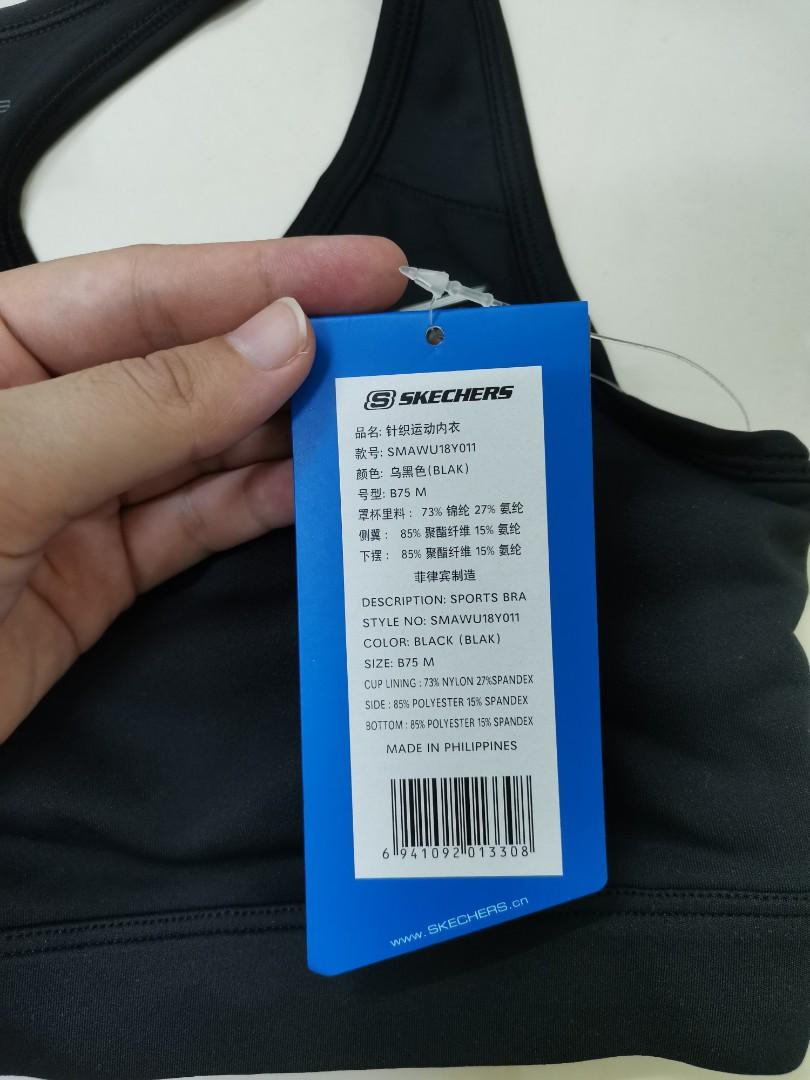 SKECHERS
品名: 针织运动内衣
款号: SMAWU18Y011
颜色: 乌黑色(BLAK)
号型: B75 M
罩杯里料: 73% 锦纶 27% 氨纶
侧翼: 85% 聚酯纤维 15% 氨纶
下摆: 85% 聚酯纤维 15% 氨纶
菲律宾制造
DESCRIPTION: SPORTS BRA
STYLE NO: SMAWU18Y011
COLOR: BLACK (BLAK)
SIZE: B75 M
CUP LINING : 73% NYLON 27%SPANDEX
SIDE : 85% POLYESTER 15% SPANDEX
BOTTOM : 85% POLYESTER 15% SPANDEX
MADE IN PHILIPPINES
6 941092 013308
www.SKECHERS.cn